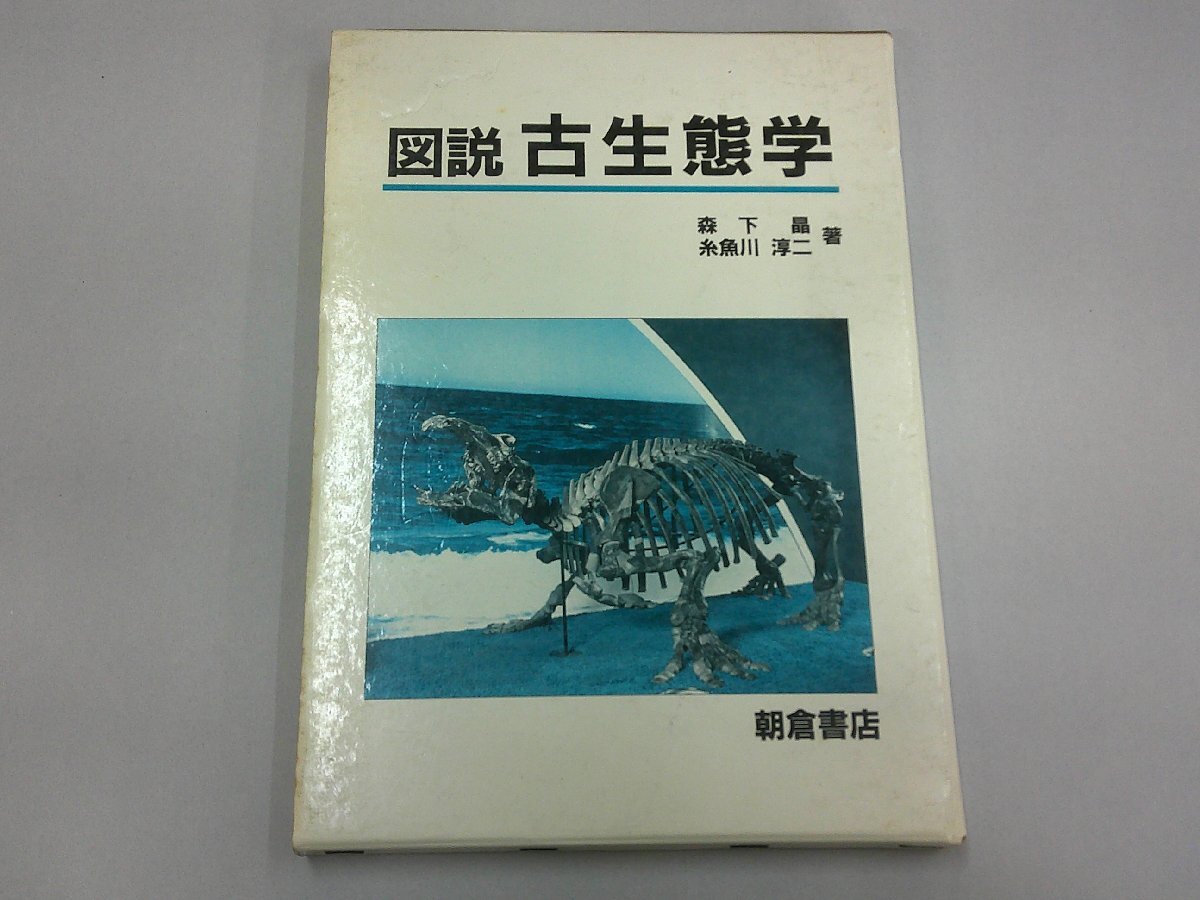 図説 古生態学
森下 晶
糸魚川 淳二 著
朝倉書店